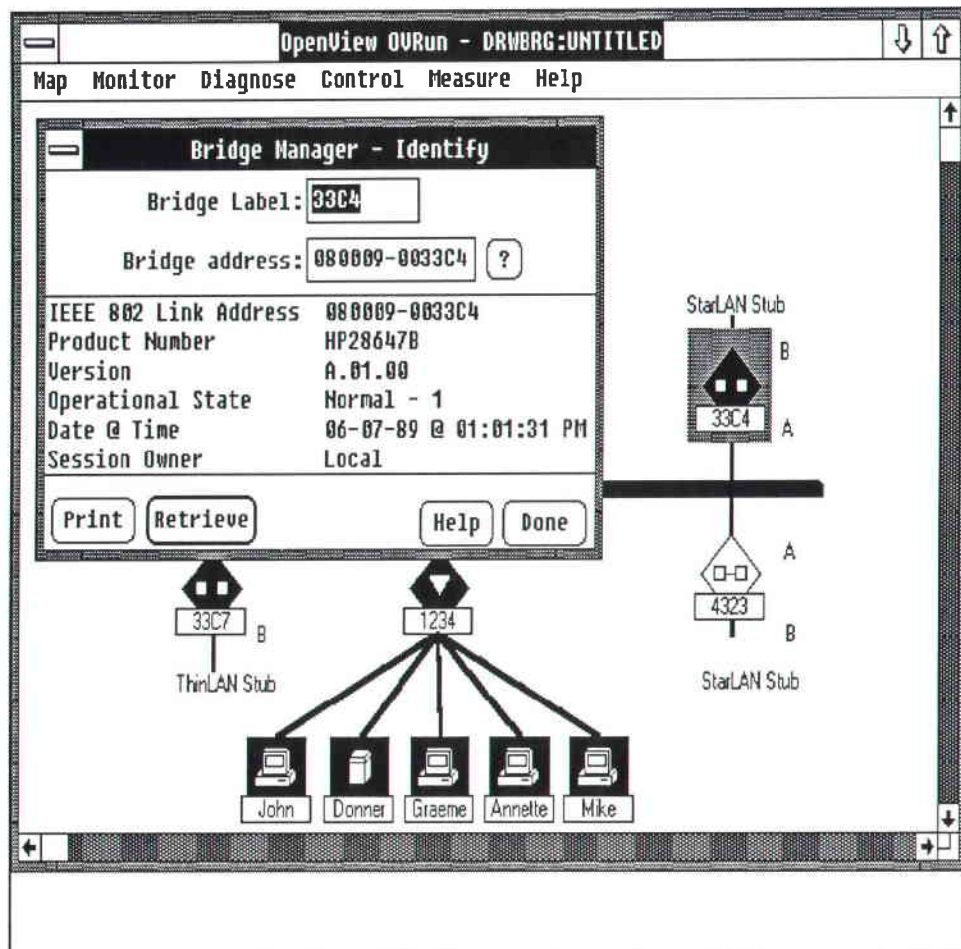 OpenView OVRun - DRWBRG:UNTITLED
Map Monitor Diagnose Control Measure Help
Bridge Manager - Identify
Bridge Label: 33C4
Bridge address: 080009-0033C4 ?
IEEE 802 Link Address 080009-0033C4
Product Number HP28647B
Version A.01.00
Operational State Normal - 1
Date @ Time 06-07-89 @ 01:01:31 PM
Session Owner Local
Print Retrieve Help Done
StarLAN Stub
B
33C4
A
A
4323
B
StarLAN Stub
33C7
B
ThinLAN Stub
1234
John Donner Graeme Annette Mike